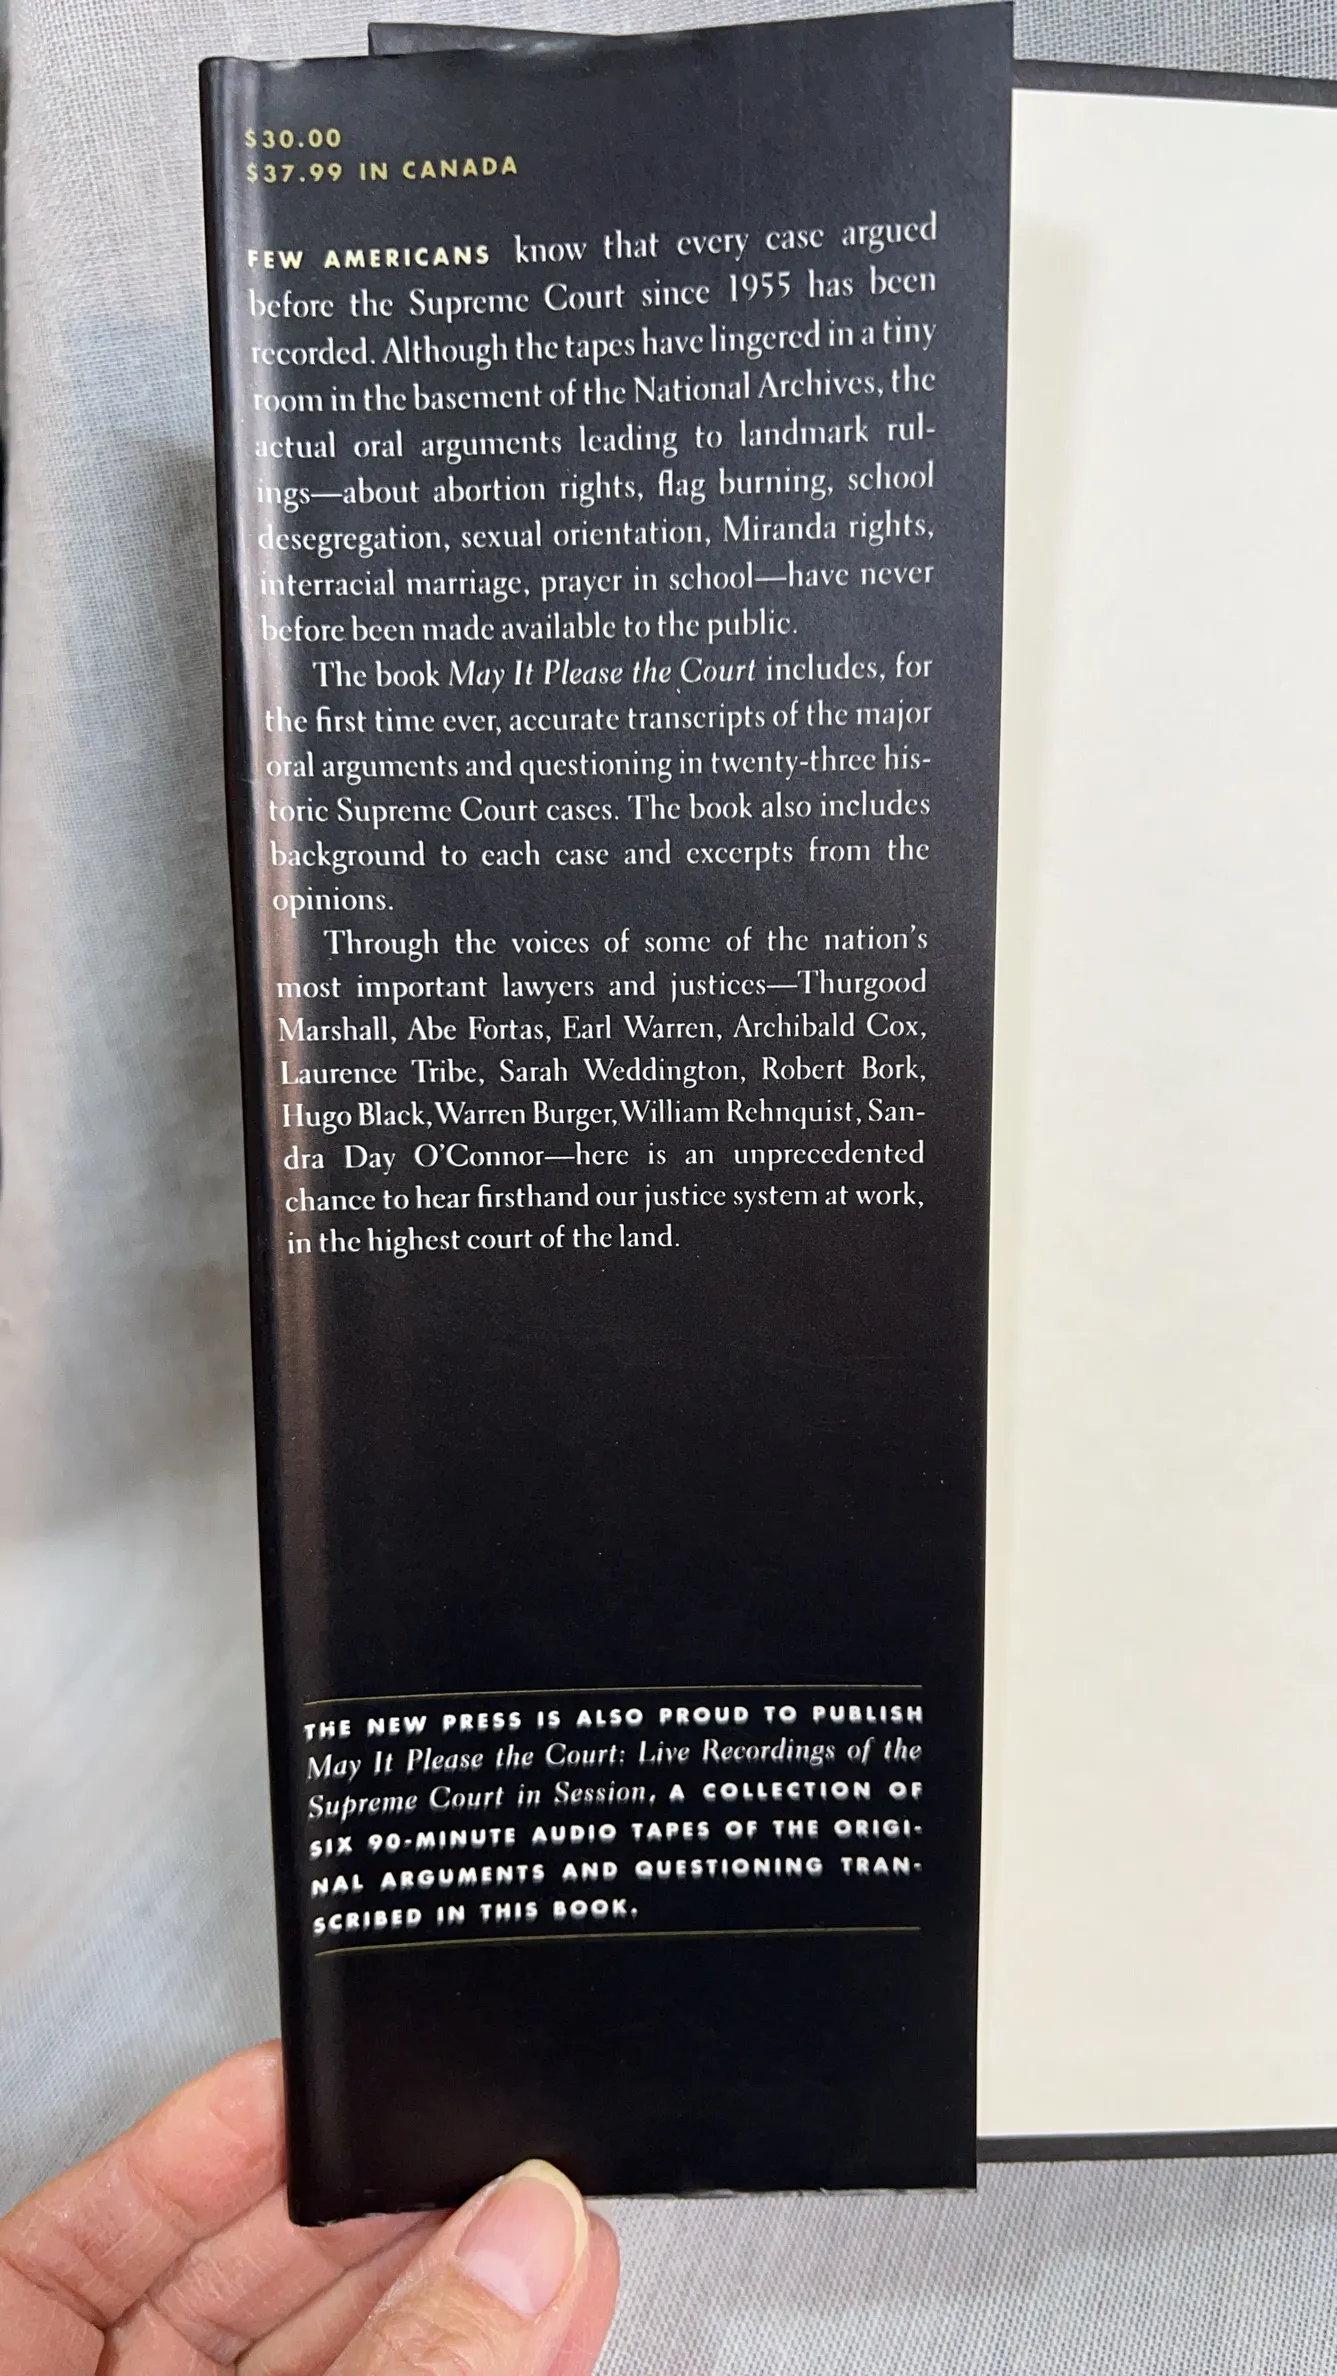 $30.00
$37.99 IN CANADA
FEW AMERICANS know that every case argued
before the Supreme Court since 1955 has been
recorded. Although the tapes have lingered in a tiny
room in the basement of the National Archives, the
actual oral arguments leading to landmark rul-
ings—about abortion rights, flag burning, school
desegregation, sexual orientation, Miranda rights,
interracial marriage, prayer in school—have never
before been made available to the public.
The book May It Please the Court includes, for
the first time ever, accurate transcripts of the major
oral arguments and questioning in twenty-three his-
toric Supreme Court cases. The book also includes
background to each case and excerpts from the
opinions.
Through the voices of some of the nation's
most important lawyers and justices—Thurgood
Marshall, Abe Fortas, Earl Warren, Archibald Cox,
Laurence Tribe, Sarah Weddington, Robert Bork,
Hugo Black, Warren Burger, William Rehnquist, San-
dra Day O'Connor—here is an unprecedented
chance to hear firsthand our justice system at work,
in the highest court of the land.
THE NEW PRESS IS ALSO PROUD TO PUBLISH
May It Please the Court: Live Recordings of the
Supreme Court in Session, A COLLECTION OF
SIX 90-MINUTE AUDIO TAPES OF THE ORIGI-
NAL ARGUMENTS AND QUESTIONING TRAN-
SCRIBED IN THIS BOOK.